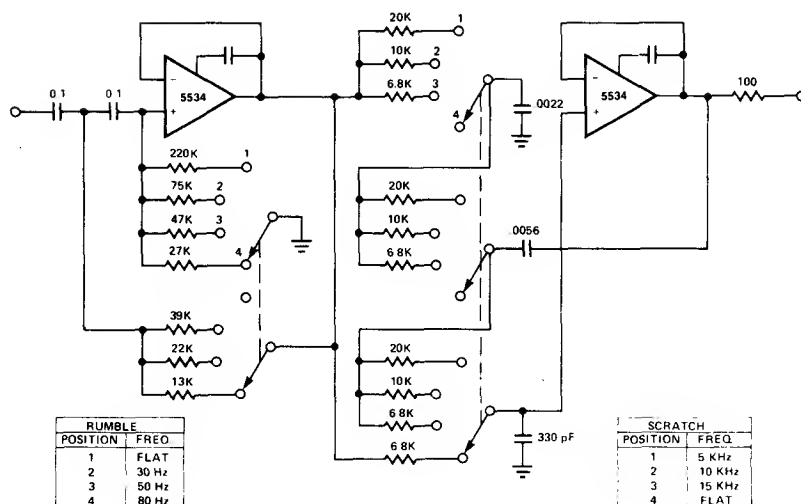 20K
1
10K
2
6.8K
3
4
5534
−
+
0 1
0 1
.0022
5534
−
+
100
220K
1
75K
2
47K
3
27K
4
39K
22K
13K
20K
10K
6 8K
.0056
20K
10K
6 8K
6 8K
330 pF
RUMBLE
POSITION FREQ.
1 FLAT
2 30 Hz
3 50 Hz
4 80 Hz
SCRATCH
POSITION FREQ
1 5 KHz
2 10 KHz
3 15 KHz
4 FLAT